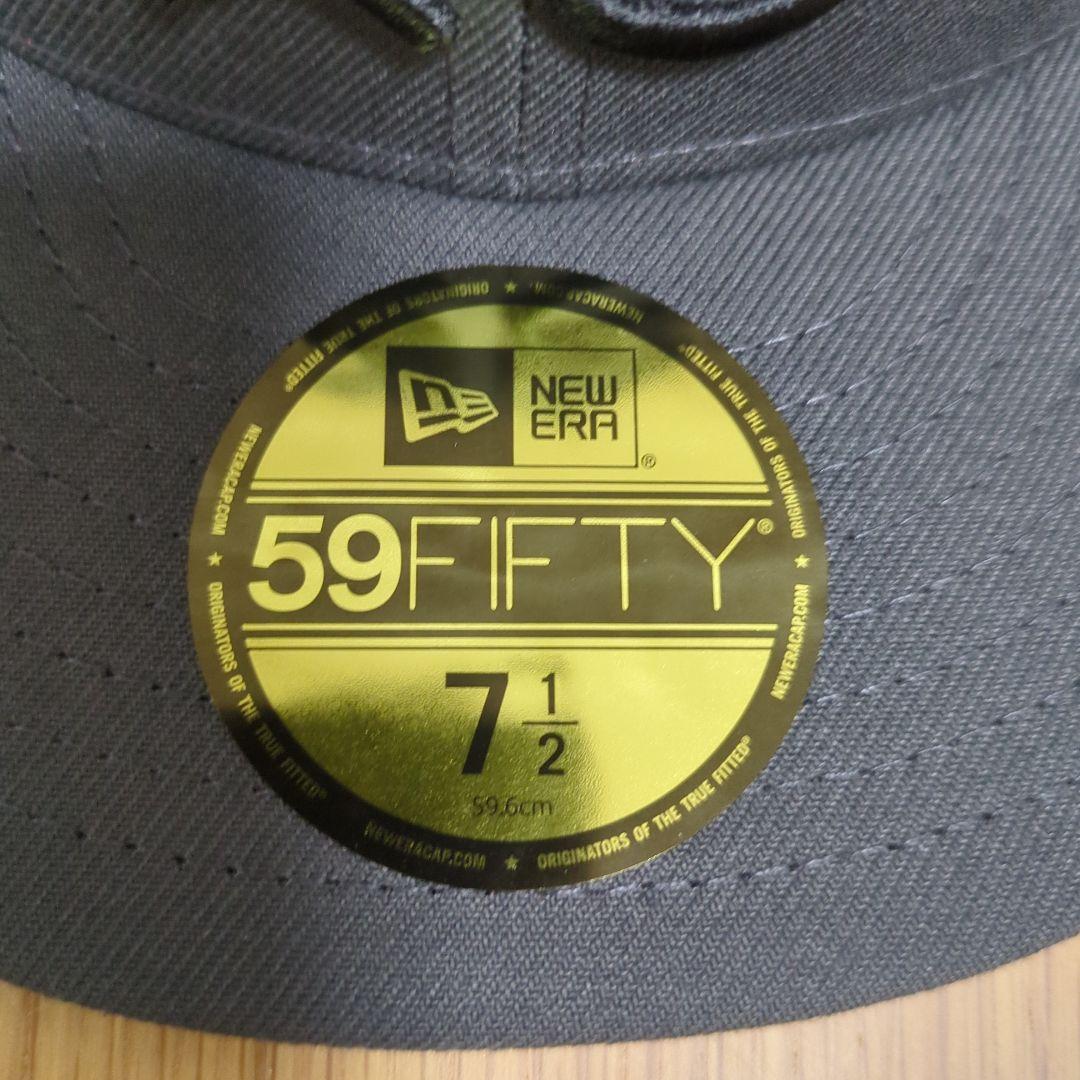 NEW
ERA
®
59FIFTY®
7 1/2
59.6cm
NEWERACAP.COM ★ ORIGINATORS OF THE TRUE FITTED®
NEWERACAP.COM ★ ORIGINATORS OF THE TRUE FITTED®
NEWERACAP.COM ★ ORIGINATORS OF THE TRUE FITTED®
NEWERACAP.COM ★ ORIGINATORS OF THE TRUE FITTED®